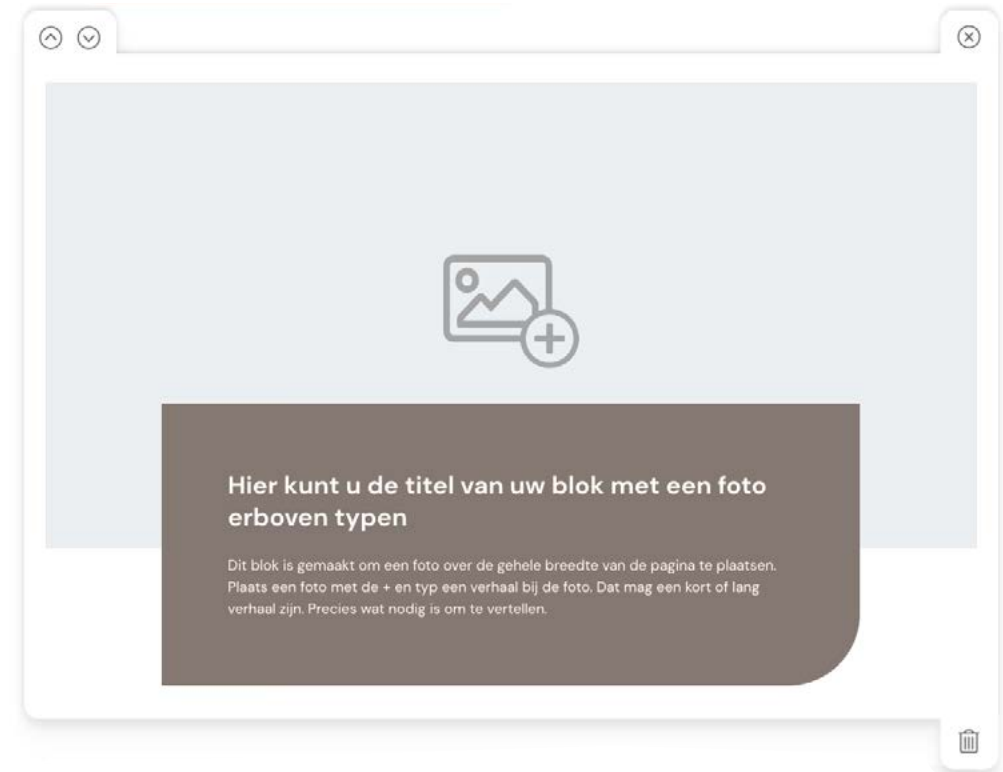 Hier kunt u de titel van uw blok met een foto
erboven typen
Dit blok is gemaakt om een foto over de gehele breedte van de pagina te plaatsen.
Plaats een foto met de + en typ een verhaal bij de foto. Dat mag een kort of lang
verhaal zijn. Precies wat nodig is om te vertellen.